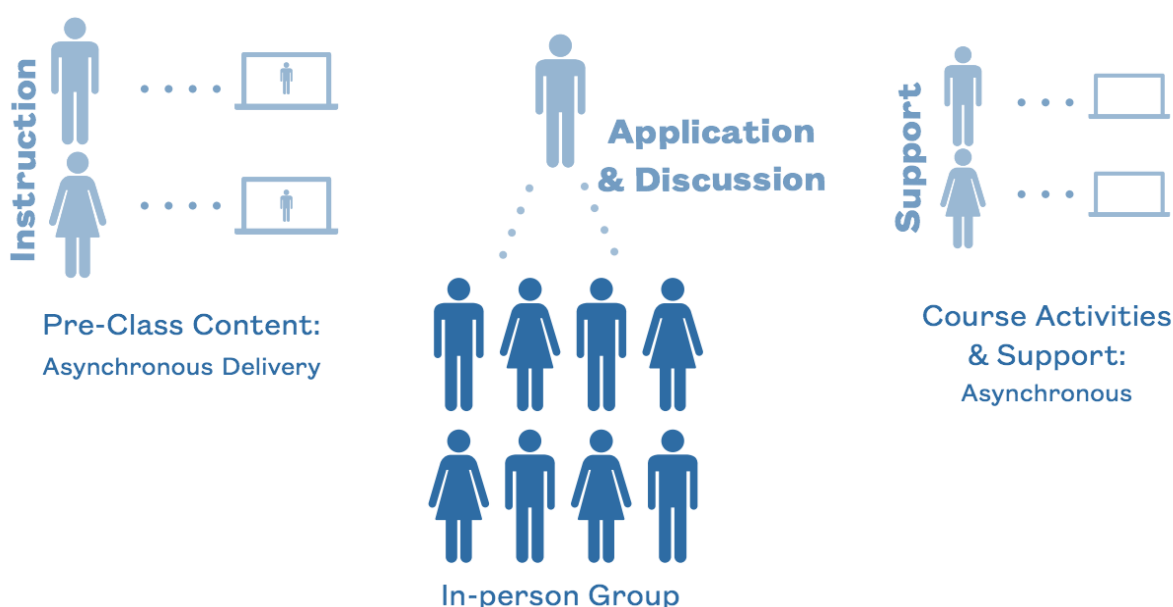 Instruction
Pre-Class Content:
Asynchronous Delivery
Application
& Discussion
In-person Group
Support
Course Activities
& Support:
Asynchronous